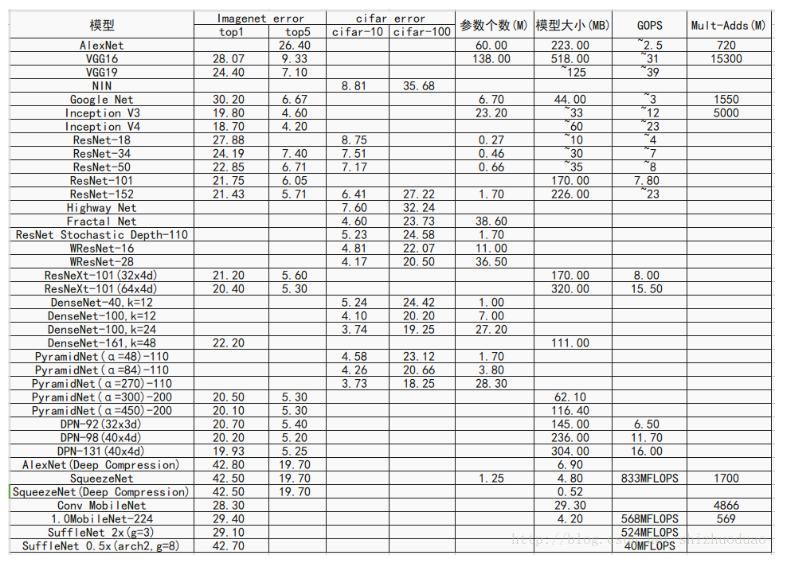 模型 Imagenet error cifar error 参数个数(M) 模型大小(MB) GOPS Mult-Adds(M)
top1 top5 cifar-10 cifar-100
AlexNet 26.40 60.00 223.00 ~2.5 720
VGG16 28.07 9.33 138.00 518.00 ~31 15300
VGG19 24.40 7.10 ~125 ~39
NIN 8.81 35.68
Google Net 30.20 6.67 6.70 44.00 ~3 1550
Inception V3 19.80 4.60 23.20 ~33 ~12 5000
Inception V4 18.70 4.20 ~60 ~23
ResNet-18 27.88 8.75 0.27 ~10 ~4
ResNet-34 24.19 7.40 7.51 0.46 ~30 ~7
ResNet-50 22.85 6.71 7.17 0.66 ~35 ~8
ResNet-101 21.75 6.05 170.00 7.80
ResNet-152 21.43 5.71 6.41 27.22 1.70 226.00 ~23
Highway Net 7.60 32.24
Fractal Net 4.60 23.73 38.60
ResNet Stochastic Depth-110 5.23 24.58 1.70
WResNet-16 4.81 22.07 11.00
WResNet-28 4.17 20.50 36.50
ResNeXt-101(32x4d) 21.20 5.60 170.00 8.00
ResNeXt-101(64x4d) 20.40 5.30 320.00 15.50
DenseNet-40,k=12 5.24 24.42 1.00
DenseNet-100,k=12 4.10 20.20 7.00
DenseNet-100,k=24 3.74 19.25 27.20
DenseNet-161,k=48 22.20 111.00
PyramidNet(α=48)-110 4.58 23.12 1.70
PyramidNet(α=84)-110 4.26 20.66 3.80
PyramidNet(α=270)-110 3.73 18.25 28.30
PyramidNet(α=300)-200 20.50 5.30 62.10
PyramidNet(α=450)-200 20.10 5.30 116.40
DPN-92(32x3d) 20.70 5.40 145.00 6.50
DPN-98(40x4d) 20.20 5.20 236.00 11.70
DPN-131(40x4d) 19.93 5.25 304.00 16.00
AlexNet(Deep Compression) 42.80 19.70 6.90
SqueezeNet 42.50 19.70 1.25 4.80 833MFLOPS 1700
SqueezeNet(Deep Compression) 42.50 19.70 0.52
Conv MobileNet 28.30 29.30 4866
1.0MobileNet-224 29.40 4.20 568MFLOPS 569
SuffleNet 2x(g=3) 29.10 524MFLOPS
SuffleNet 0.5x(arch2,g=8) 42.70 40MFLOPS